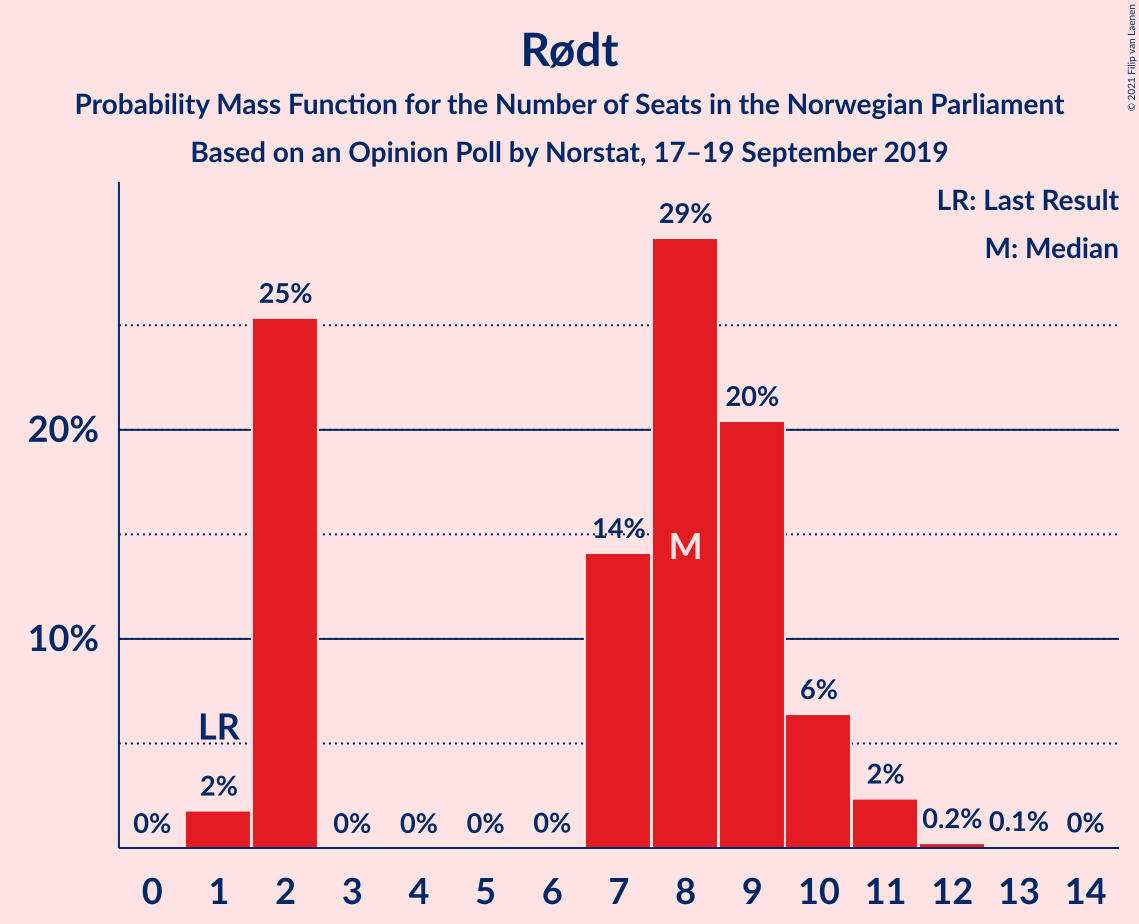 Rødt
Probability Mass Function for the Number of Seats in the Norwegian Parliament
Based on an Opinion Poll by Norstat, 17–19 September 2019
© 2021 Filip van Laenen
LR: Last Result
M: Median
29%
25%
20%
20%
14%
M
10%
6%
LR
2%
2%
0%
0%
0%
0%
0%
0.2%
0.1%
0%
0 1 2 3 4 5 6 7 8 9 10 11 12 13 14